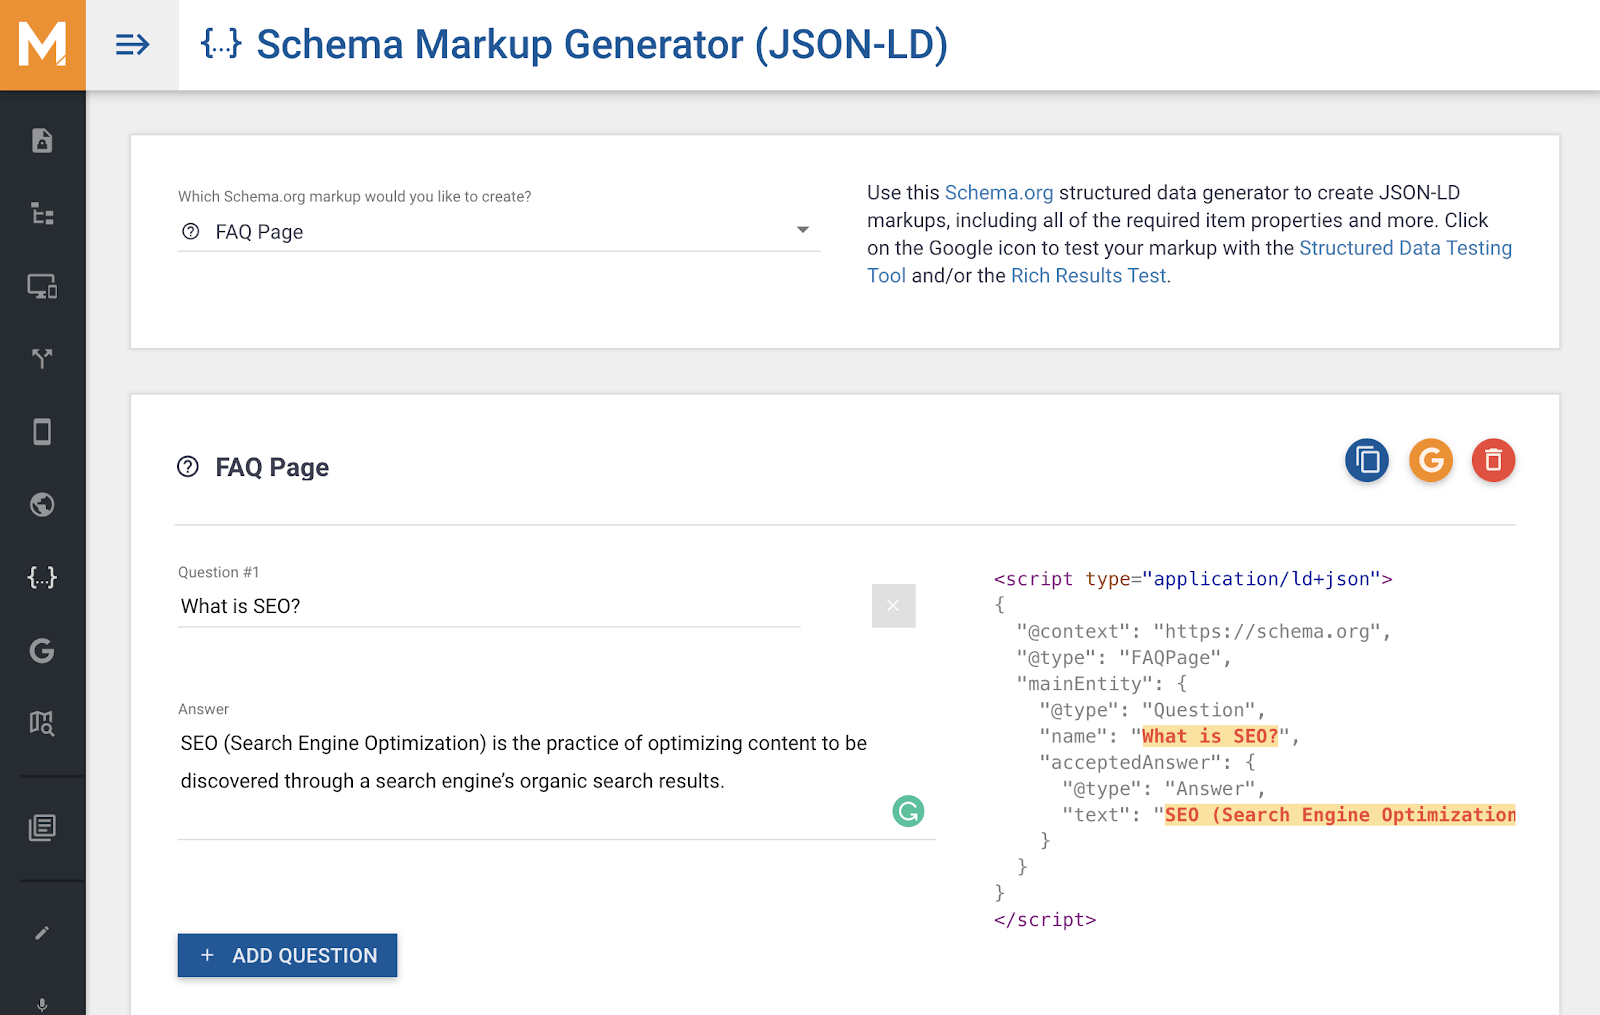 M
{...} Schema Markup Generator (JSON-LD)
Which Schema.org markup would you like to create?
FAQ Page
Use this Schema.org structured data generator to create JSON-LD
markups, including all of the required item properties and more. Click
on the Google icon to test your markup with the Structured Data Testing
Tool and/or the Rich Results Test.
FAQ Page
G
Question #1
What is SEO?
Answer
SEO (Search Engine Optimization) is the practice of optimizing content to be
discovered through a search engine’s organic search results.
+ ADD QUESTION
<script type="application/ld+json">
{
"@context": "https://schema.org",
"@type": "FAQPage",
"mainEntity": {
"@type": "Question",
"name": "What is SEO?",
"acceptedAnswer": {
"@type": "Answer",
"text": "SEO (Search Engine Optimization
}
}
}
</script>
{...}
G